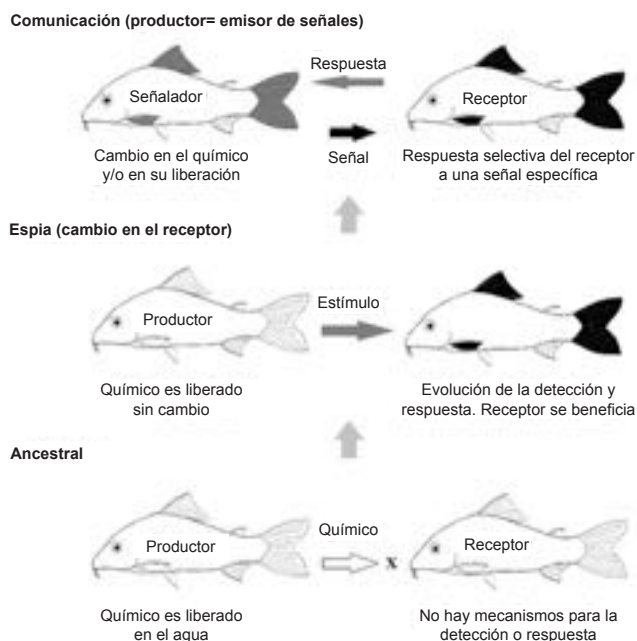 Comunicación (productor= emisor de señales)
Respuesta
Señalador
Receptor
Señal
Cambio en el químico
y/o en su liberación
Respuesta selectiva del receptor
a una señal específica
Espia (cambio en el receptor)
Estímulo
Productor
Químico es liberado
sin cambio
Evolución de la detección y
respuesta. Receptor se beneficia
Ancestral
Químico
Productor
x
Receptor
Químico es liberado
en el agua
No hay mecanismos para la
detección o respuesta